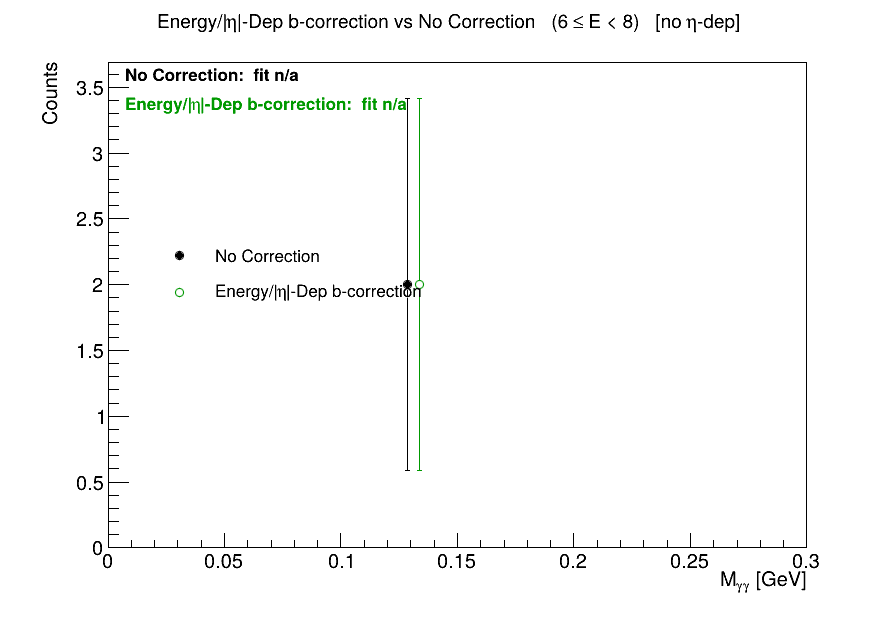 Energy/|η|-Dep b-correction vs No Correction (6 ≤ E < 8) [no η-dep]
Counts
No Correction: fit n/a
Energy/|η|-Dep b-correction: fit n/a
3.5
3
2.5
No Correction
2
Energy/|η|-Dep b-correction
1.5
1
0.5
0
0 0.05 0.1 0.15 0.2 0.25 0.3
Mγγ [GeV]